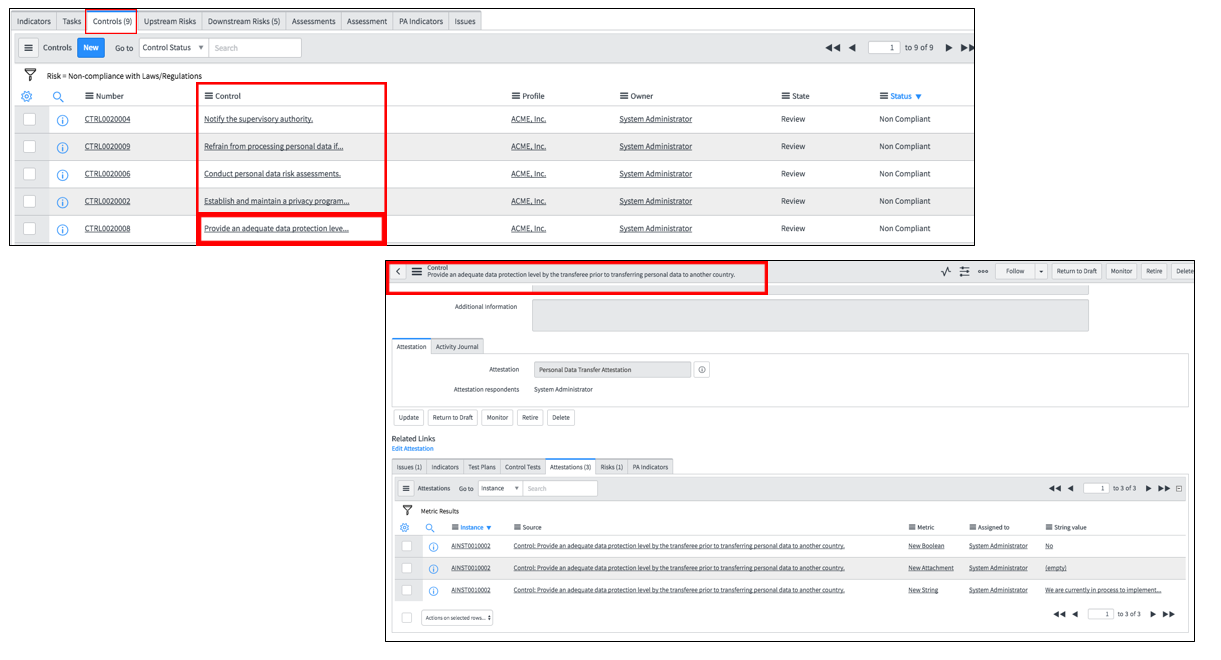 Indicators Tasks Controls (9) Upstream Risks Downstream Risks (5) Assessments Assessment PA Indicators Issues
Controls New Go to Control Status Search 1 to 9 of 9
Risk = Non-compliance with Laws/Regulations
Number Control Profile Owner State Status
CTRL0020004 Notify the supervisory authority. ACME, Inc. System Administrator Review Non Compliant
CTRL0020009 Refrain from processing personal data if... ACME, Inc. System Administrator Review Non Compliant
CTRL0020006 Conduct personal data risk assessments. ACME, Inc. System Administrator Review Non Compliant
CTRL0020002 Establish and maintain a privacy program... ACME, Inc. System Administrator Review Non Compliant
CTRL0020008 Provide an adequate data protection leve... ACME, Inc. System Administrator Review Non Compliant
Control
Provide an adequate data protection level by the transferee prior to transferring personal data to another country.
Follow Return to Draft Monitor Retire Delete
Additional information
Attestation Activity Journal
Attestation Personal Data Transfer Attestation
Attestation respondents System Administrator
Update Return to Draft Monitor Retire Delete
Related Links
Edit Attestation
Issues (1) Indicators Test Plans Control Tests Attestations (3) Risks (1) PA Indicators
Attestations Go to Instance Search 1 to 3 of 3
Metric Results
Instance Source Metric Assigned to String value
AINST0010002 Control: Provide an adequate data protection level by the transferee prior to transferring personal data to another country. New Boolean System Administrator No
AINST0010002 Control: Provide an adequate data protection level by the transferee prior to transferring personal data to another country. New Attachment System Administrator (empty)
AINST0010002 Control: Provide an adequate data protection level by the transferee prior to transferring personal data to another country. New String System Administrator We are currently in process to implement...
Actions on selected rows... 1 to 3 of 3